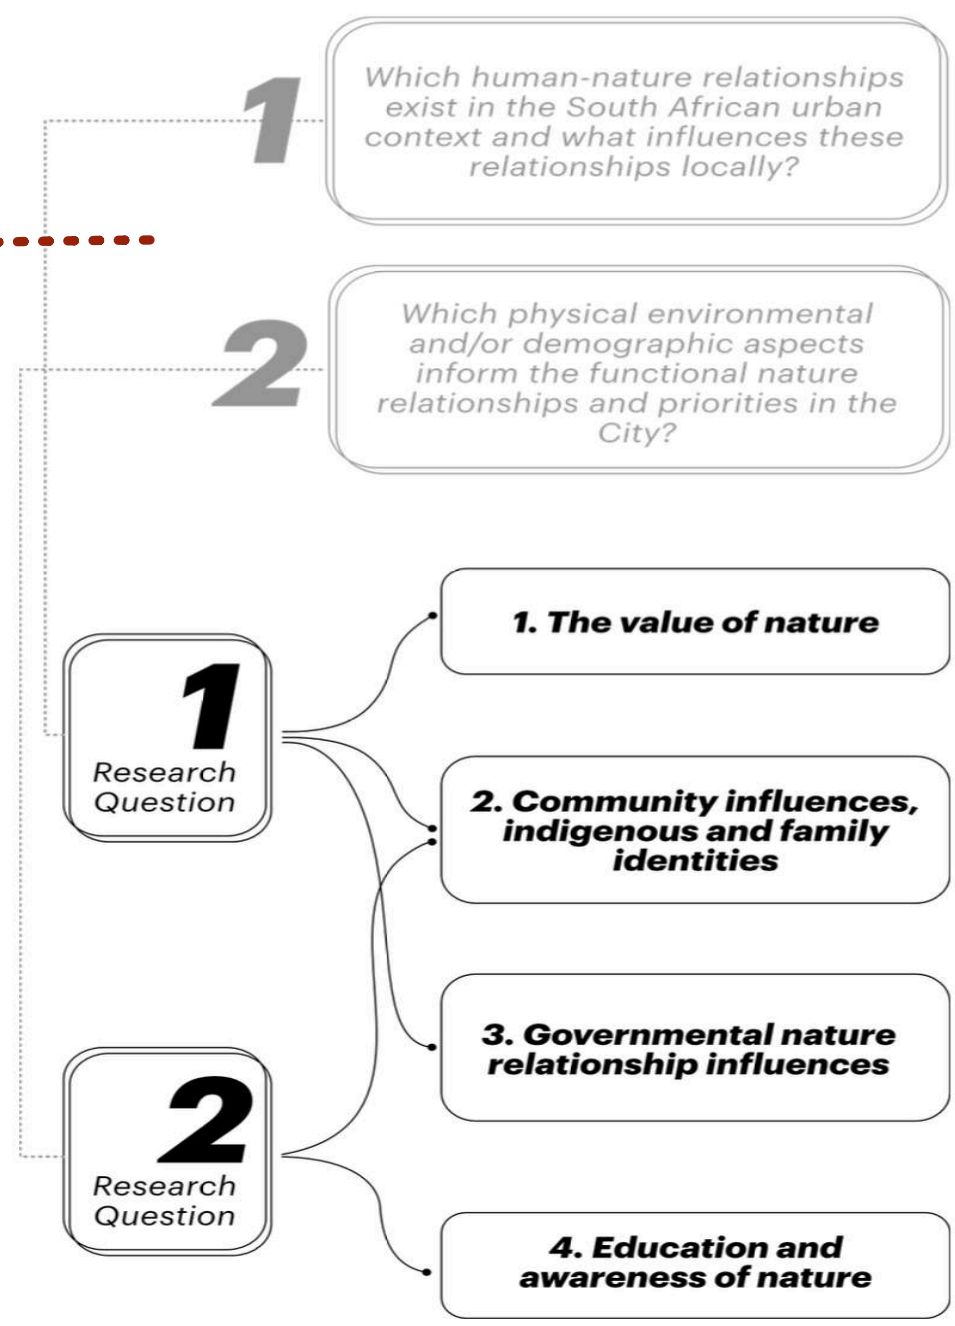 1
Which human-nature relationships
exist in the South African urban
context and what influences these
relationships locally?
2
Which physical environmental
and/or demographic aspects
inform the functional nature
relationships and priorities in the
City?
1
Research
Question
1. The value of nature
2. Community influences,
indigenous and family
identities
3. Governmental nature
relationship influences
2
Research
Question
4. Education and
awareness of nature